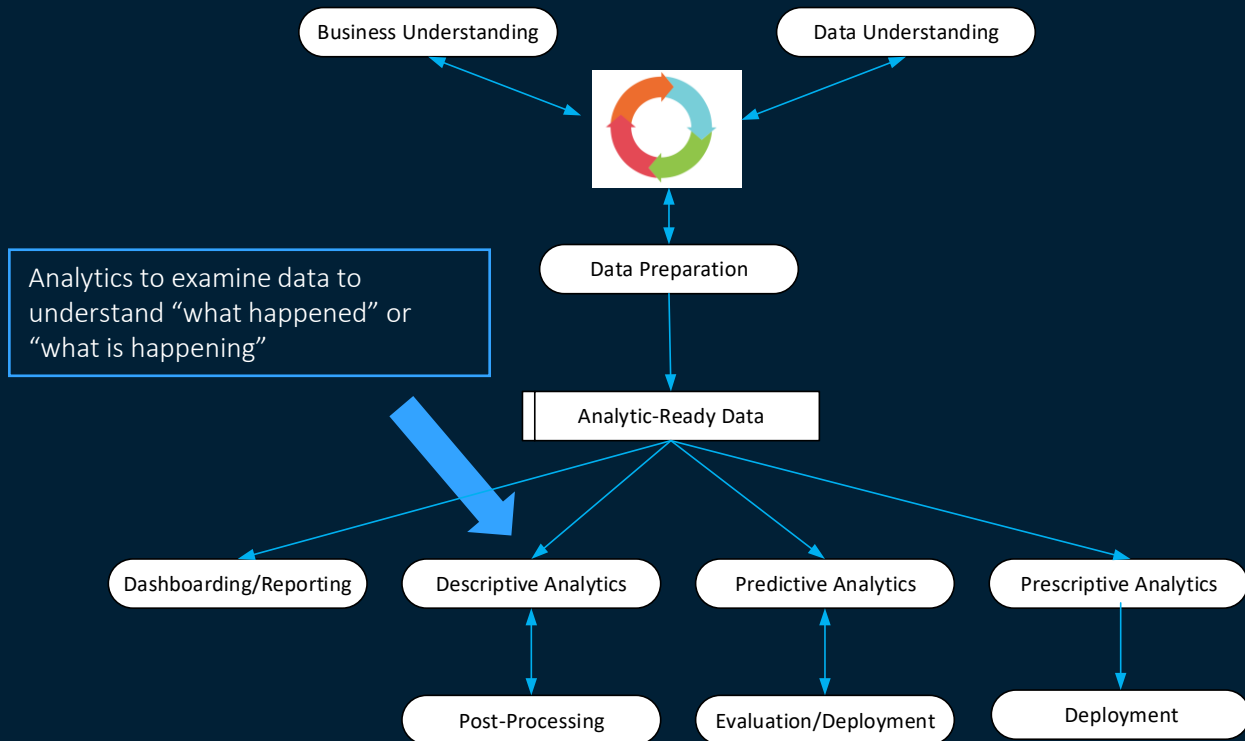 Business Understanding
Data Understanding
Data Preparation
Analytics to examine data to
understand “what happened” or
“what is happening”
Analytic-Ready Data
Dashboarding/Reporting
Descriptive Analytics
Predictive Analytics
Prescriptive Analytics
Post-Processing
Evaluation/Deployment
Deployment